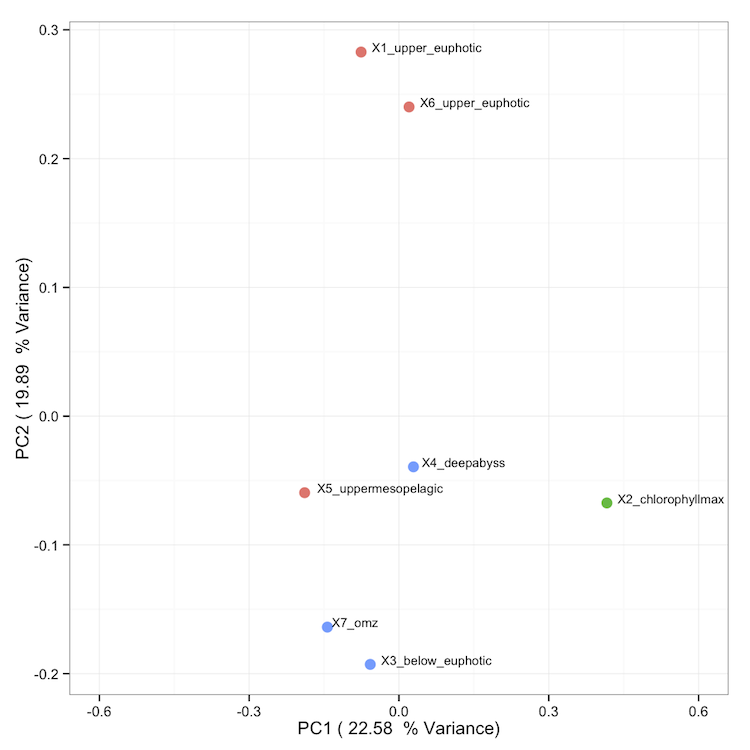 0.3
X1_upper_euphotic
X6_upper_euphotic
0.2
0.1
PC2 ( 19.89 % Variance)
0.0
X4_deepabyss
X5_uppermesopelagic
X2_chlorophyllmax
-0.1
X7_omz
X3_below_euphotic
-0.2
-0.6 -0.3 0.0 0.3 0.6
PC1 ( 22.58 % Variance)